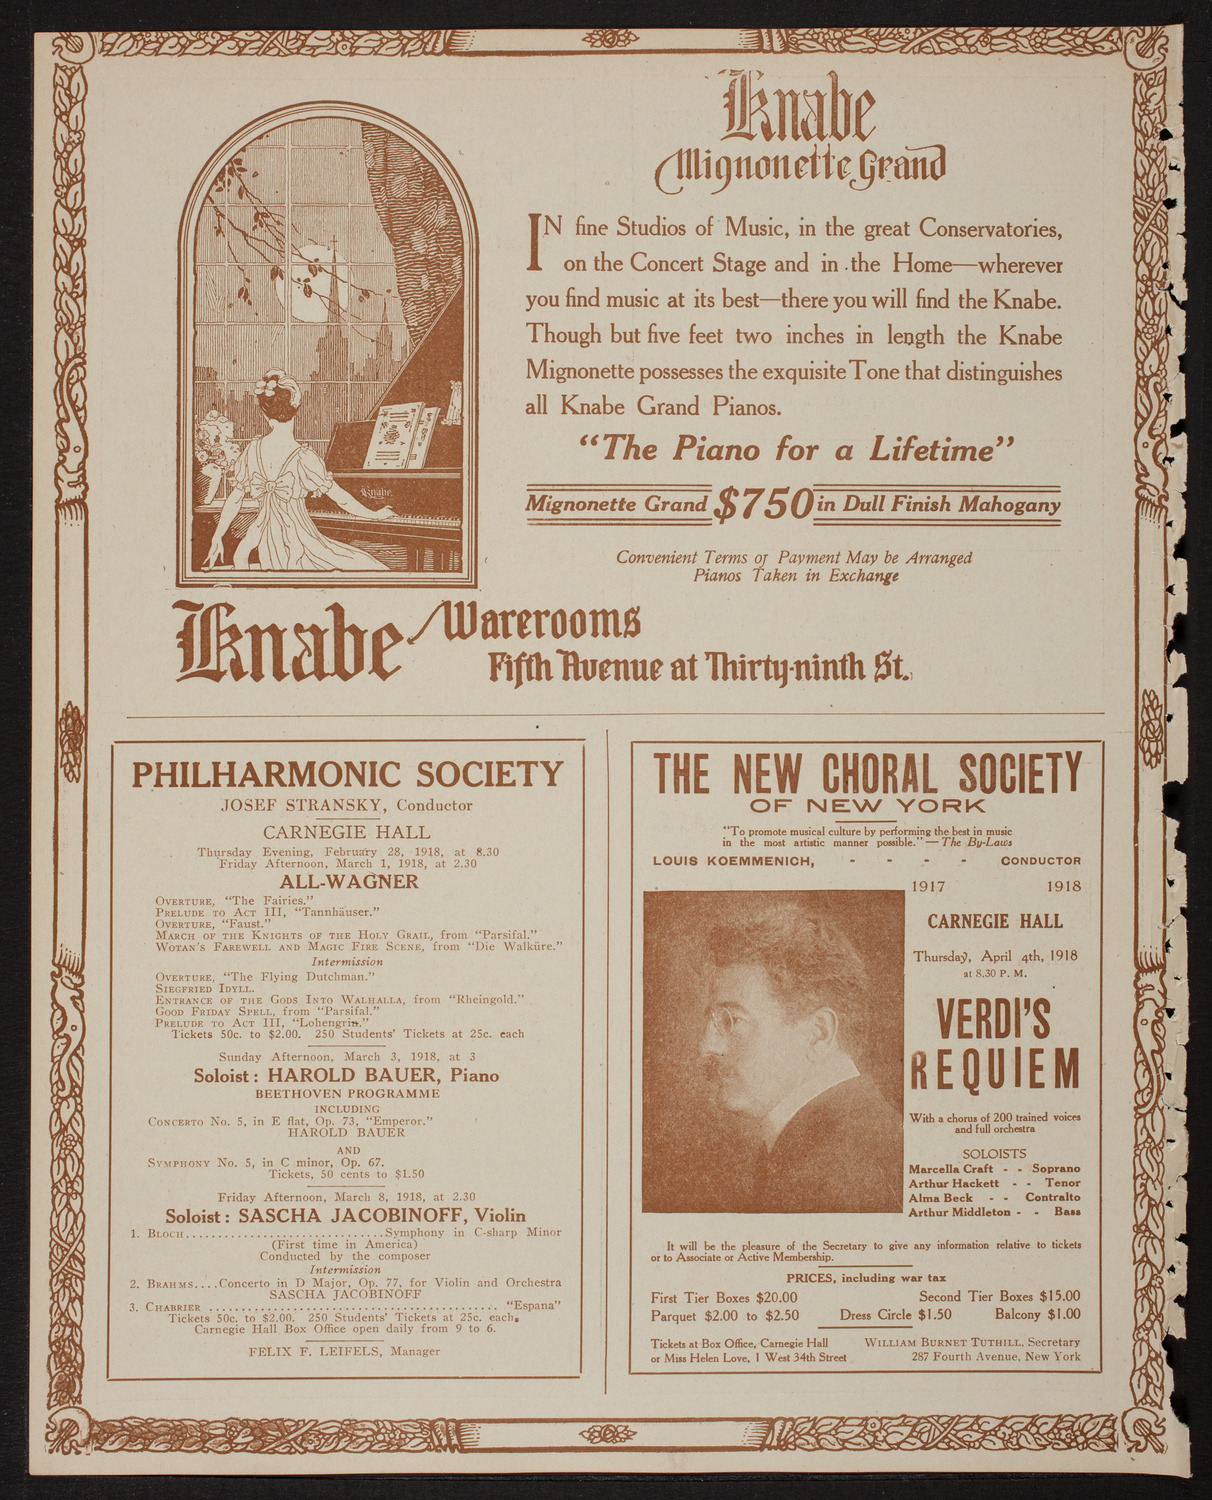 Knabe
Mignonette Grand
IN fine Studios of Music, in the great Conservatories,
on the Concert Stage and in the Home—wherever
you find music at its best—there you will find the Knabe.
Though but five feet two inches in length the Knabe
Mignonette possesses the exquisite Tone that distinguishes
all Knabe Grand Pianos.
"The Piano for a Lifetime"
Mignonette Grand $750 in Dull Finish Mahogany
Convenient Terms of Payment May be Arranged
Pianos Taken in Exchange
Knabe
Knabe Warerooms
Fifth Avenue at Thirty-ninth St.
PHILHARMONIC SOCIETY
JOSEF STRANSKY, Conductor
CARNEGIE HALL
Thursday Evening, February 28, 1918, at 8.30
Friday Afternoon, March 1, 1918, at 2.30
ALL-WAGNER
OVERTURE, "The Fairies."
PRELUDE TO ACT III, "Tannhäuser."
OVERTURE, "Faust."
MARCH OF THE KNIGHTS OF THE HOLY GRAIL, from "Parsifal."
WOTAN'S FAREWELL AND MAGIC FIRE SCENE, from "Die Walküre."
Intermission
OVERTURE, "The Flying Dutchman."
SIEGFRIED IDYLL.
ENTRANCE OF THE GODS INTO WALHALLA, from "Rheingold."
GOOD FRIDAY SPELL, from "Parsifal."
PRELUDE TO ACT III, "Lohengrin."
Tickets 50c. to $2.00. 250 Students' Tickets at 25c. each
Sunday Afternoon, March 3, 1918, at 3
Soloist: HAROLD BAUER, Piano
BEETHOVEN PROGRAMME
INCLUDING
CONCERTO No. 5, in E flat, Op. 73, "Emperor."
HAROLD BAUER
AND
SYMPHONY No. 5, in C minor, Op. 67.
Tickets, 50 cents to $1.50
Friday Afternoon, March 8, 1918, at 2.30
Soloist: SASCHA JACOBINOFF, Violin
1. BLOCH...............................Symphony in C-sharp Minor
(First time in America)
Conducted by the composer
Intermission
2. BRAHMS....Concerto in D Major, Op. 77, for Violin and Orchestra
SASCHA JACOBINOFF
3. CHABRIER ............................................. "Espana"
Tickets 50c. to $2.00. 250 Students' Tickets at 25c. each.
Carnegie Hall Box Office open daily from 9 to 6.
FELIX F. LEIFELS, Manager
THE NEW CHORAL SOCIETY
OF NEW YORK
"To promote musical culture by performing the best in music
in the most artistic manner possible."—The By-Laws
LOUIS KOEMMENICH, - - - - CONDUCTOR
1917 1918
CARNEGIE HALL
Thursday, April 4th, 1918
at 8.30 P. M.
VERDI'S
REQUIEM
With a chorus of 200 trained voices
and full orchestra
SOLOISTS
Marcella Craft - - Soprano
Arthur Hackett - - Tenor
Alma Beck - - Contralto
Arthur Middleton - - Bass
It will be the pleasure of the Secretary to give any information relative to tickets
or to Associate or Active Membership.
PRICES, including war tax
First Tier Boxes $20.00 Second Tier Boxes $15.00
Parquet $2.00 to $2.50 Dress Circle $1.50 Balcony $1.00
Tickets at Box Office, Carnegie Hall
or Miss Helen Love, 1 West 34th Street
WILLIAM BURNET TUTHILL, Secretary
287 Fourth Avenue, New York